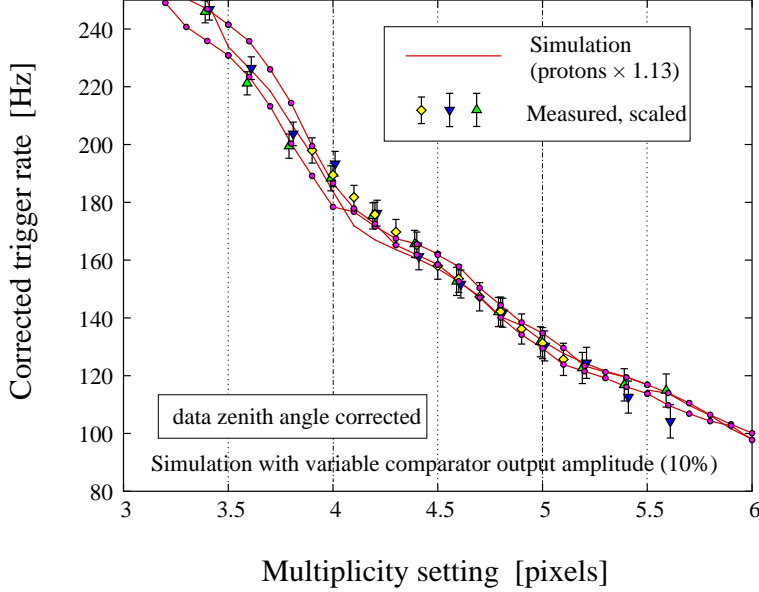 240
220
200
180
160
140
120
100
80
3
3.5
4
4.5
5
5.5
6
Corrected trigger rate [Hz]
Multiplicity setting [pixels]
Simulation
(protons × 1.13)
Measured, scaled
data zenith angle corrected
Simulation with variable comparator output amplitude (10%)